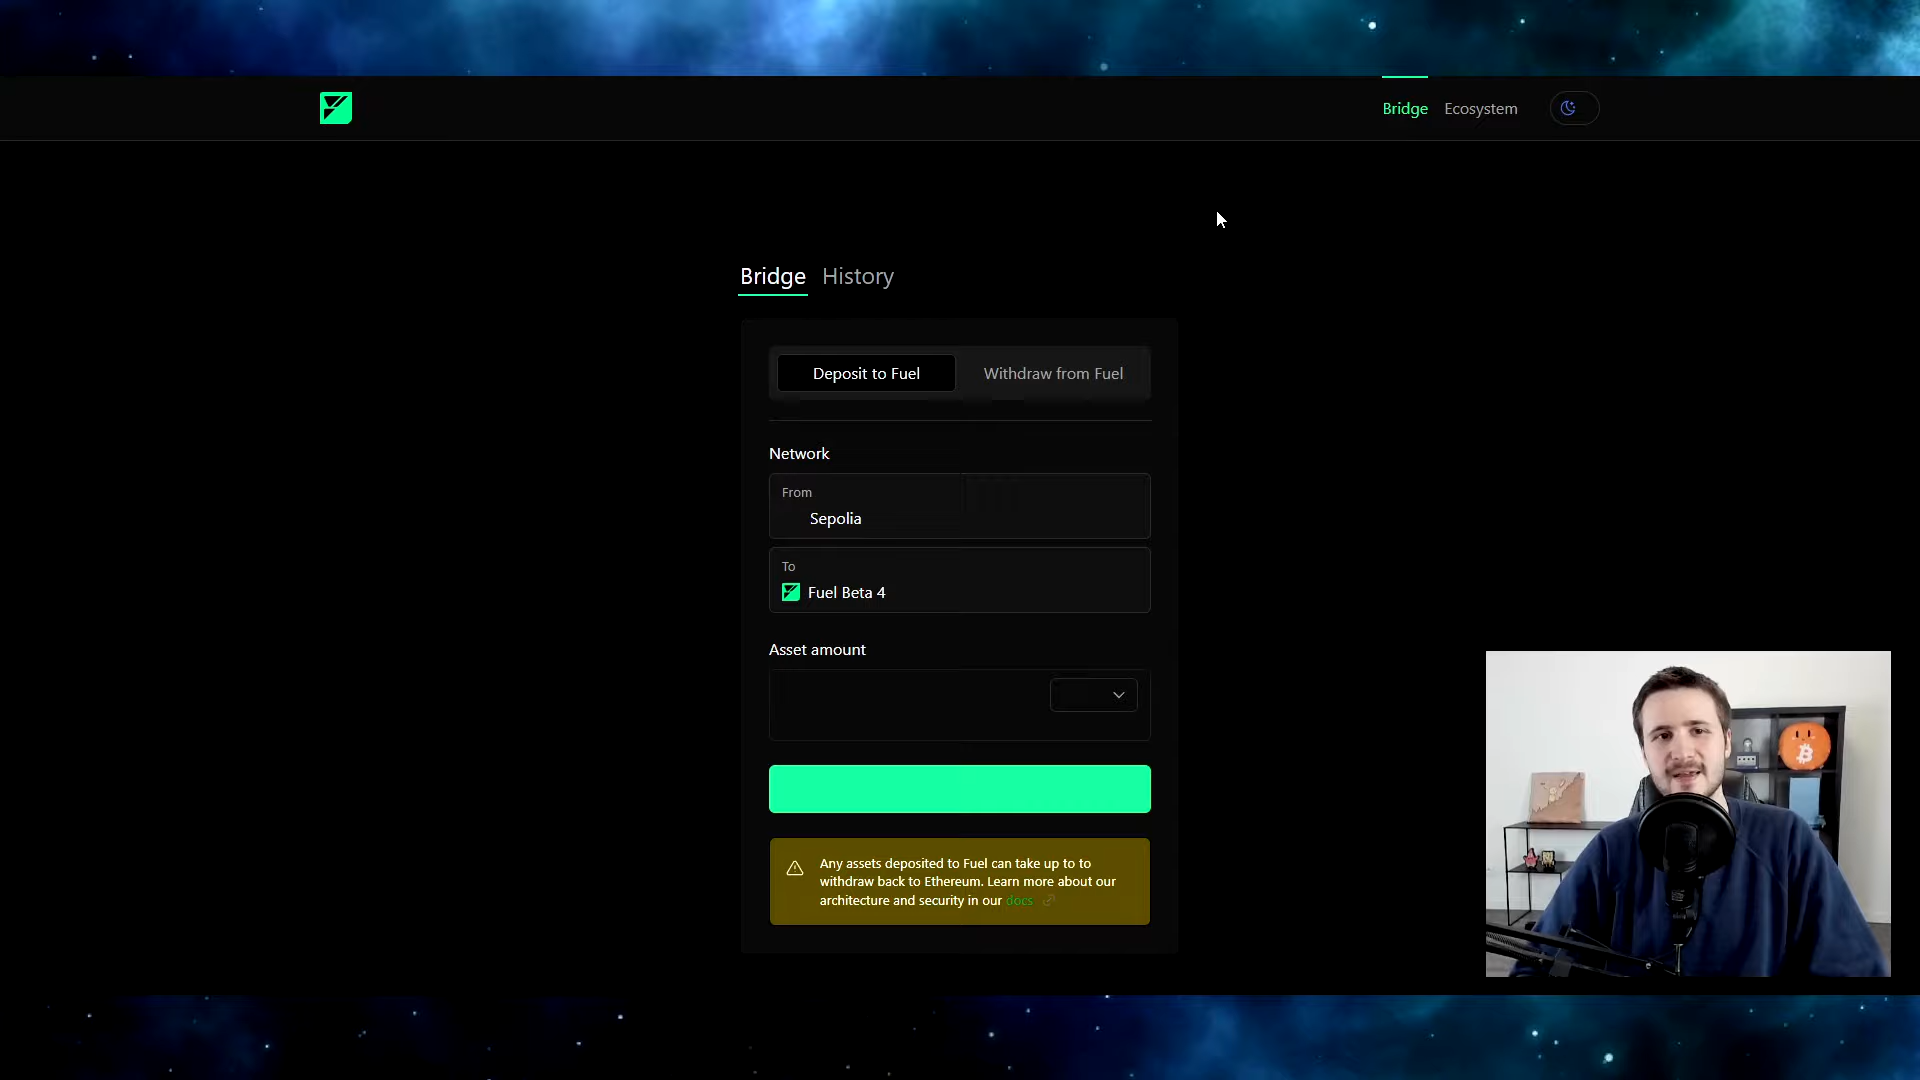 Bridge Ecosystem
Bridge History
Deposit to Fuel Withdraw from Fuel
Network
From
Sepolia
To
Fuel Beta 4
Asset amount
Any assets deposited to Fuel can take up to to
withdraw back to Ethereum. Learn more about our
architecture and security in our docs